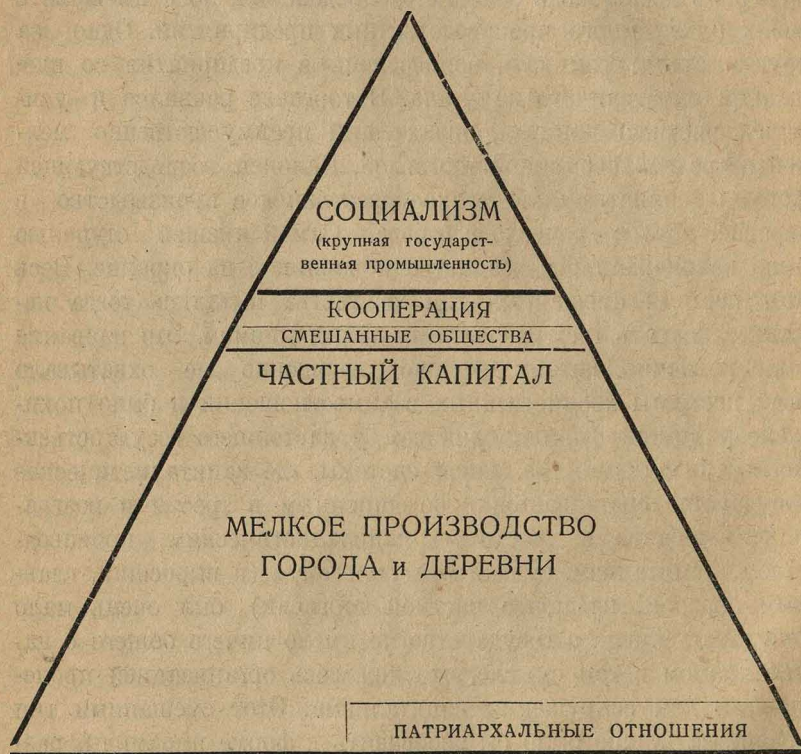 СОЦИАЛИЗМ
(крупная государст-
венная промышленность)
КООПЕРАЦИЯ
СМЕШАННЫЕ ОБЩЕСТВА
ЧАСТНЫЙ КАПИТАЛ
МЕЛКОЕ ПРОИЗВОДСТВО
ГОРОДА и ДЕРЕВНИ
ПАТРИАРХАЛЬНЫЕ ОТНОШЕНИЯ